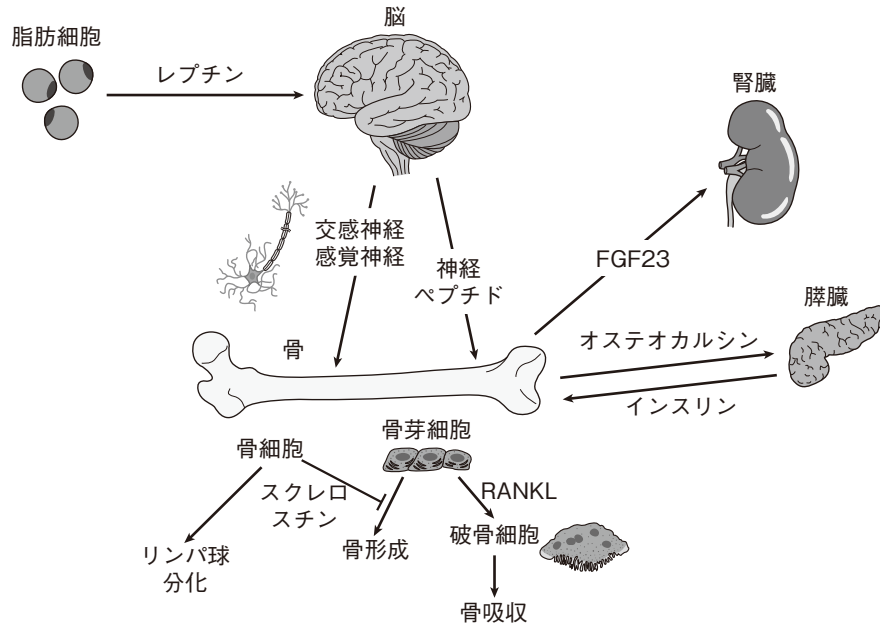 脳
脂肪細胞
レプチン
腎臓
交感神経
感覚神経
神経
ペプチド
FGF23
膵臓
骨
オステオカルシン
インスリン
骨芽細胞
骨細胞
スクレロ
スチン
RANKL
リンパ球
分化
骨形成
破骨細胞
骨吸収